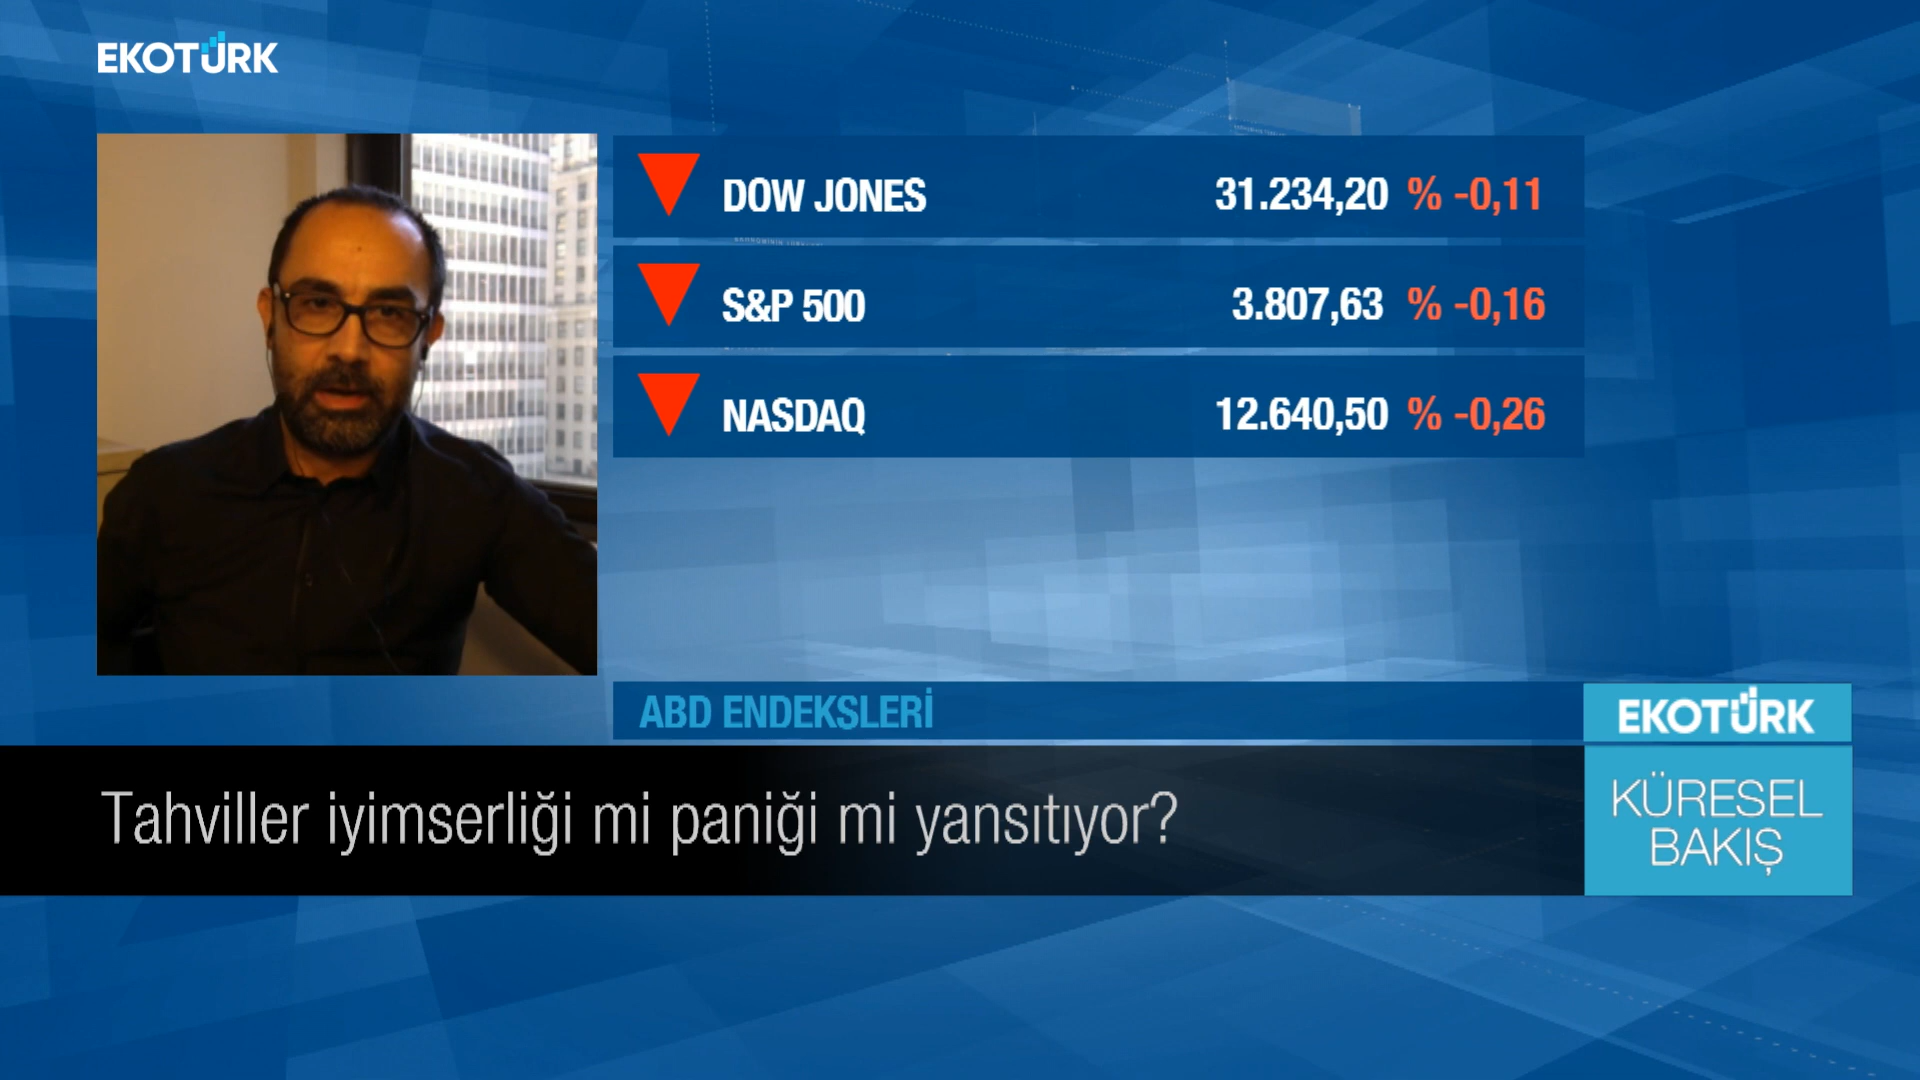 EKOTÜRK
DOW JONES 31.234,20 % -0,11
S&P 500 3.807,63 % -0,16
NASDAQ 12.640,50 % -0,26
ABD ENDEKSLERİ
EKOTÜRK
Tahviller iyimserliği mi paniği mi yansıtıyor?
KÜRESEL
BAKIŞ